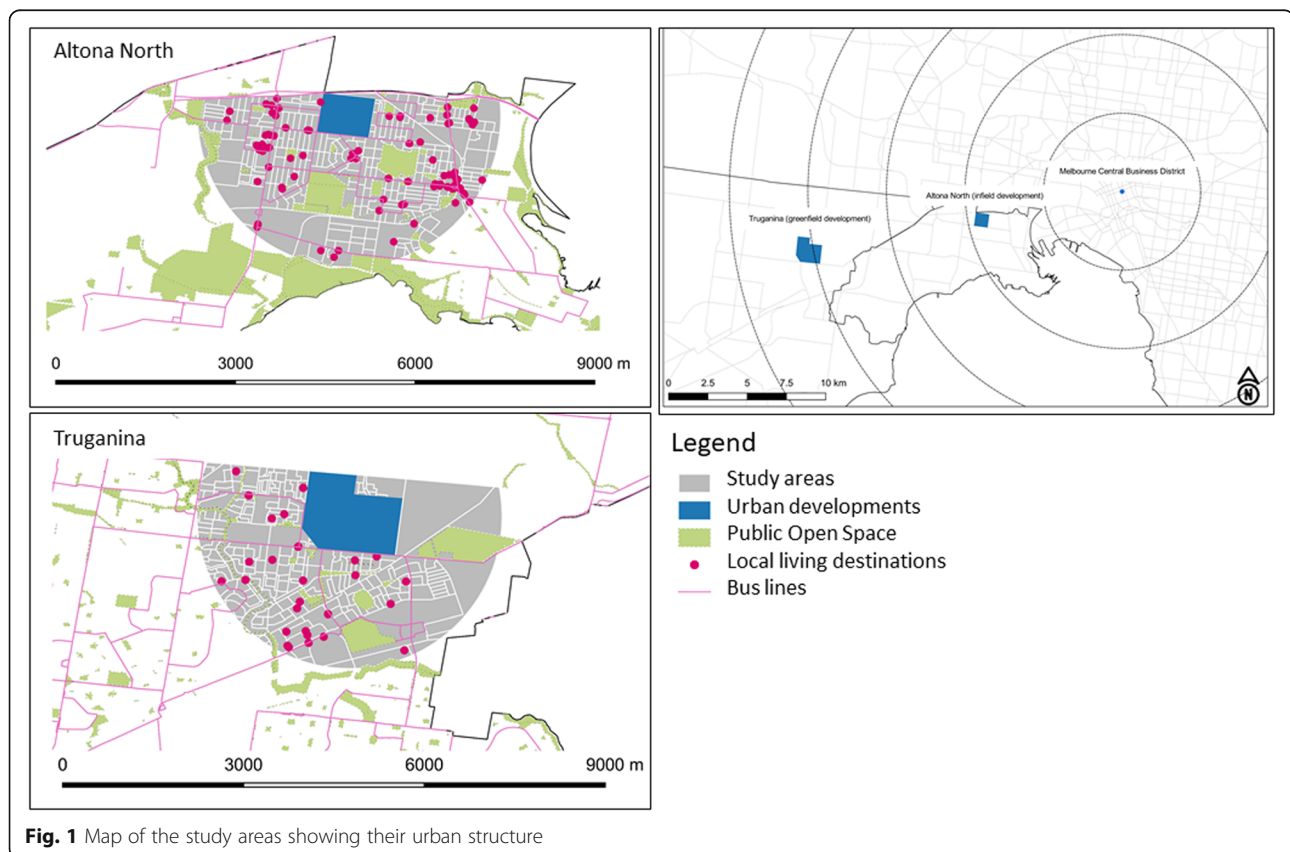 Altona North
0 3000 6000 9000 m
Melbourne Central Business District
Altona North (infield development)
Truganina (greenfield development)
0 2.5 5 7.5 10 km
N
Truganina
0 3000 6000 9000 m
Legend
Study areas
Urban developments
Public Open Space
Local living destinations
Bus lines
Fig. 1 Map of the study areas showing their urban structure